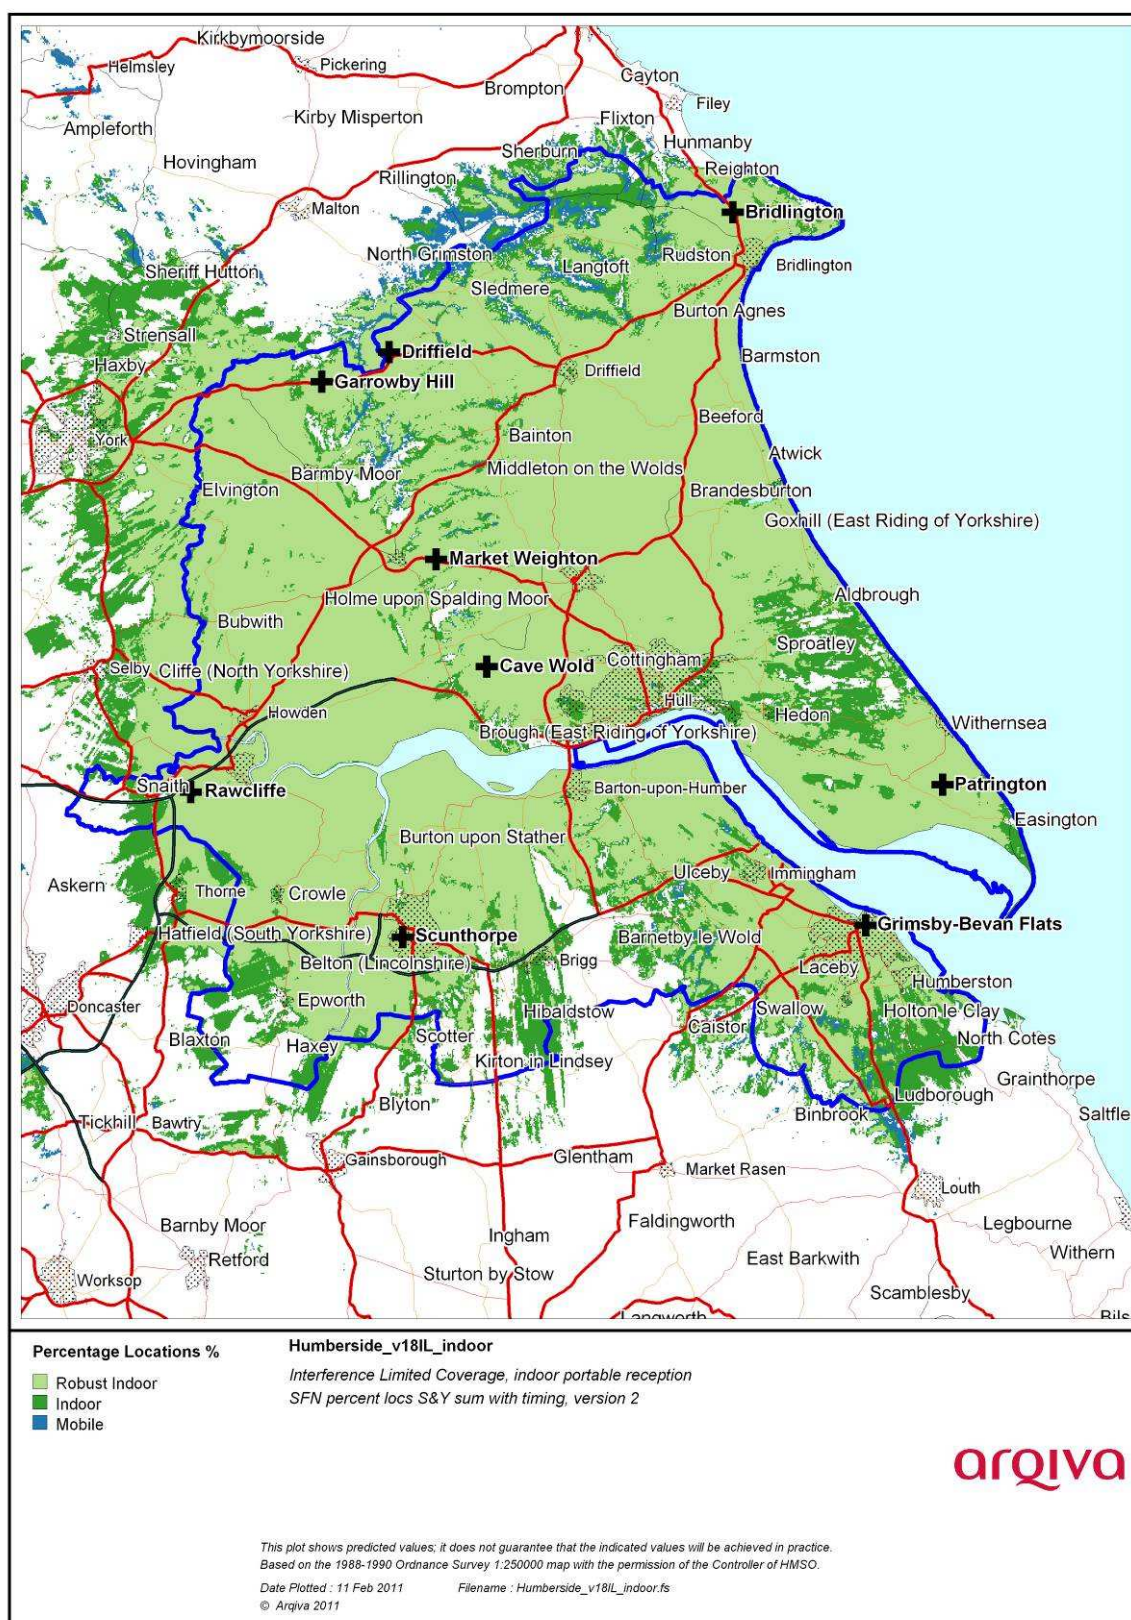 Kirkbymoorside
Helmsley
Pickering
Cayton
Brompton
Filey
Ampleforth
Kirby Misperton
Flixton
Hovingham
Hunmanby
Sherburn
Reighton
Rillington
Malton
Bridlington
North Grimston
Rudston
Sheriff Hutton
Langtoft
Bridlington
Sledmere
Burton Agnes
Strensall
Driffield
Barmston
Haxby
Driffield
Garrowby Hill
Beeford
York
Bainton
Atwick
Barmby Moor
Middleton on the Wolds
Elvington
Brandesburton
Goxhill (East Riding of Yorkshire)
Market Weighton
Holme upon Spalding Moor
Aldbrough
Bubwith
Sproatley
Selby
Cliffe (North Yorkshire)
Cave Wold
Cottingham
Hull
Howden
Hedon
Withernsea
Brough (East Riding of Yorkshire)
Snaith
Rawcliffe
Barton-upon-Humber
Patrington
Easington
Burton upon Stather
Askern
Thorne
Crowle
Ulceby
Immingham
Grimsby-Bevan Flats
Hatfield (South Yorkshire)
Scunthorpe
Barnetby le Wold
Belton (Lincolnshire)
Brigg
Laceby
Humberston
Doncaster
Epworth
Hibaldstow
Swallow
Holton le Clay
Blaxton
Haxey
Scotter
Caistor
North Cotes
Kirton in Lindsey
Grainthorpe
Blyton
Ludborough
Binbrook
Saltfle
Tickhill
Bawtry
Gainsborough
Glentham
Market Rasen
Louth
Barnby Moor
Faldingworth
Legbourne
Retford
Ingham
East Barkwith
Withern
Worksop
Sturton by Stow
Scamblesby
Langworth
Bils
Percentage Locations %
Robust Indoor
Indoor
Mobile
Humberside_v18IL_indoor
Interference Limited Coverage, indoor portable reception
SFN percent locs S&Y sum with timing, version 2
arqiva
This plot shows predicted values; it does not guarantee that the indicated values will be achieved in practice.
Based on the 1988-1990 Ordnance Survey 1:250000 map with the permission of the Controller of HMSO.
Date Plotted : 11 Feb 2011 Filename : Humberside_v18IL_indoor.fs
© Arqiva 2011